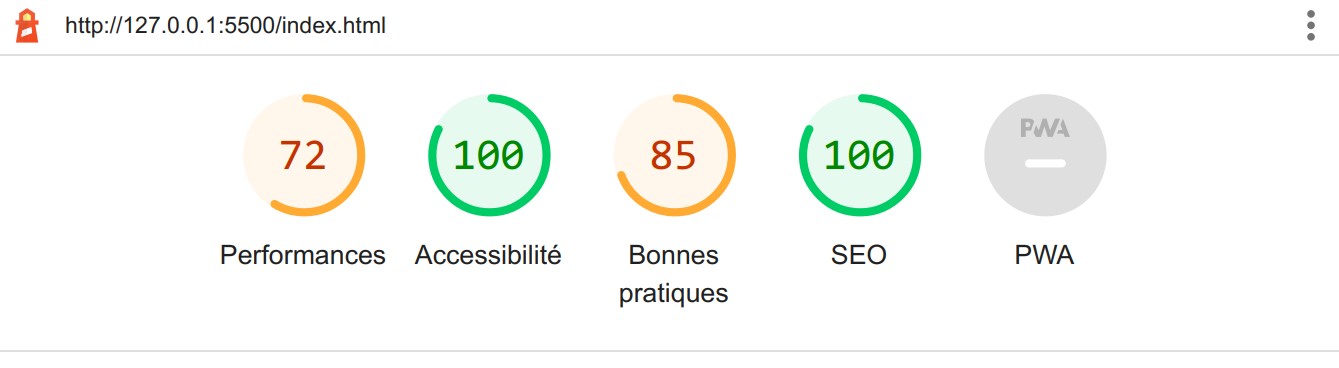 http://127.0.0.1:5500/index.html
72
100
85
100
PWA
Performances
Accessibilité
Bonnes
pratiques
SEO
PWA